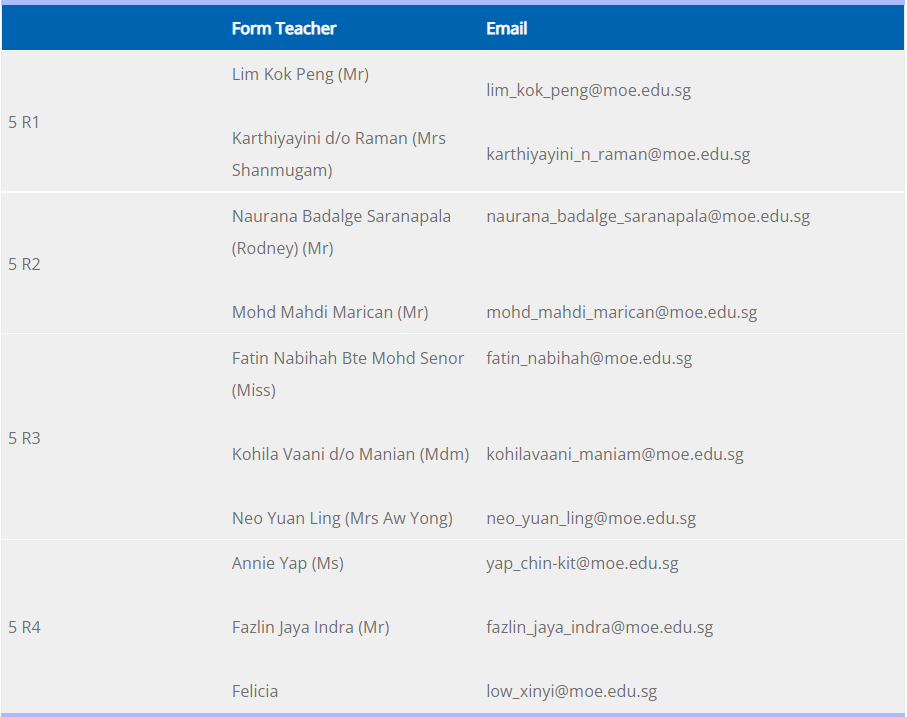 Form Teacher Email
Lim Kok Peng (Mr)
lim_kok_peng@moe.edu.sg
5 R1
Karthiyayini d/o Raman (Mrs
Shanmugam)
karthiyayini_n_raman@moe.edu.sg
Naurana Badalge Saranapala
(Rodney) (Mr)
naurana_badalge_saranapala@moe.edu.sg
5 R2
Mohd Mahdi Marican (Mr) mohd_mahdi_marican@moe.edu.sg
Fatin Nabihah Bte Mohd Senor
(Miss)
fatin_nabihah@moe.edu.sg
5 R3
Kohila Vaani d/o Manian (Mdm) kohilavaani_maniam@moe.edu.sg
Neo Yuan Ling (Mrs Aw Yong) neo_yuan_ling@moe.edu.sg
Annie Yap (Ms) yap_chin-kit@moe.edu.sg
5 R4 Fazlin Jaya Indra (Mr) fazlin_jaya_indra@moe.edu.sg
Felicia low_xinyi@moe.edu.sg